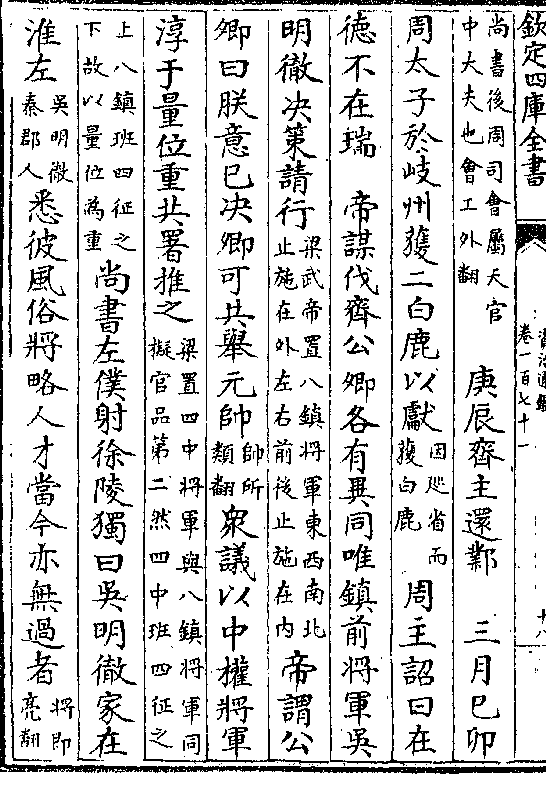 欽定四庫全書
資治通鑑
卷一百七十一
十八
尚書後周司會屬天官中大夫也會工外翻　庚辰齊主還鄴　三月己卯
周太子於岐州獲二白鹿以獻因廵省而獲白鹿　周主詔曰在
德不在瑞　帝謀伐齊公卿各有異同唯鎮前將軍吳
明徹决策請行梁武帝置八鎮將軍東西南北止施在外左右前後止施在内帝謂公
卿曰朕意已决卿可共舉元帥帥所類翻衆議以中權將軍
淳于量位重共署推之梁置四中將軍與八鎮將軍同擬官品第二然四中班四征之
上八鎮班四征之下故以量位為重尚書左僕射徐陵獨曰吳明徹家在
淮左吳明徹秦郡人悉彼風俗將略人才當今亦無過者將即亮翻